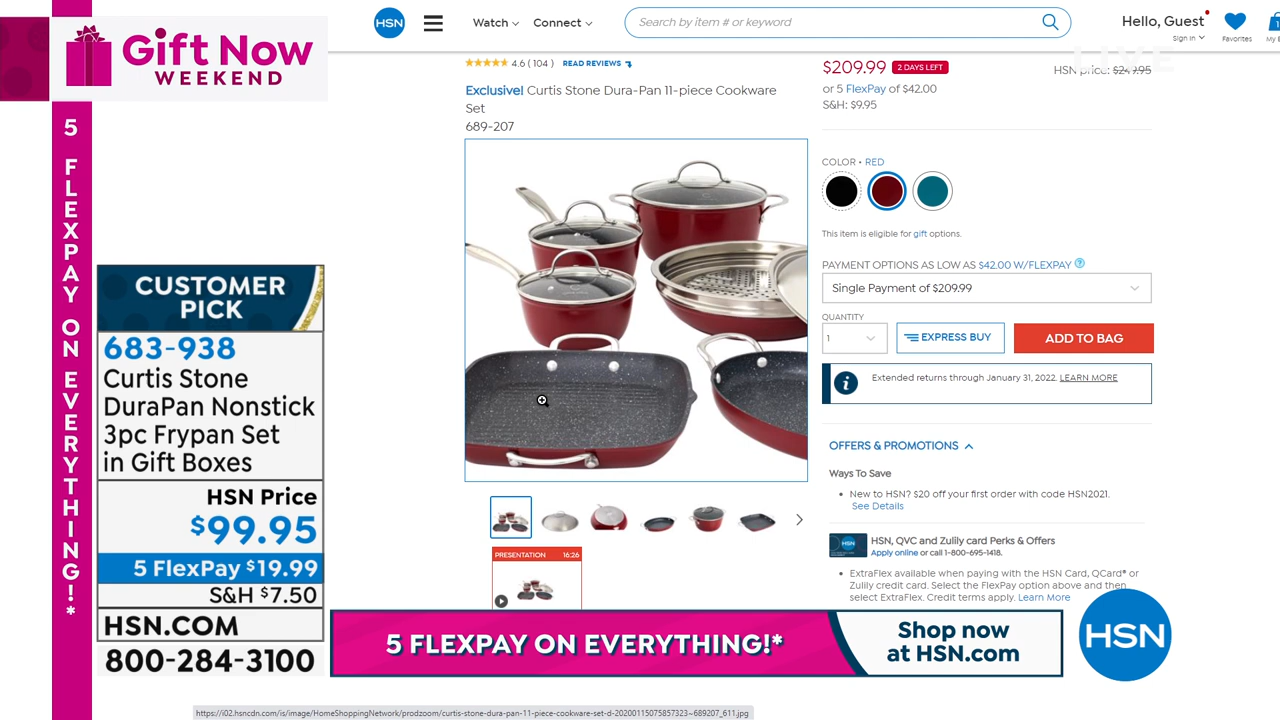 Gift Now
WEEKEND
5 FLEXPAY ON EVERYTHING!*
CUSTOMER
PICK
683-938
Curtis Stone
DuraPan Nonstick
3pc Frypan Set
in Gift Boxes
HSN Price
$99.95
5 FlexPay $19.99
S&H $7.50
HSN.COM
800-284-3100
HSN
Watch
Connect
Search by item # or keyword
Hello, Guest
Sign In
Favorites
My
LIVE
4.6 ( 104 )
READ REVIEWS
Exclusive! Curtis Stone Dura-Pan 11-piece Cookware
Set
689-207
$209.99
2 DAYS LEFT
HSN price: $249.95
or 5 FlexPay of $42.00
S&H: $9.95
COLOR • RED
This item is eligible for gift options.
PAYMENT OPTIONS AS LOW AS $42.00 W/FLEXPAY ?
Single Payment of $209.99
QUANTITY
1
EXPRESS BUY
ADD TO BAG
i
Extended returns through January 31, 2022. LEARN MORE
OFFERS & PROMOTIONS
Ways To Save
• New to HSN? $20 off your first order with code HSN2021.
See Details
HSN, QVC and Zulily card Perks & Offers
Apply online or call 1-800-695-1418.
• ExtraFlex available when paying with the HSN Card, QCard® or
Zulily credit card. Select the FlexPay option above and then
select ExtraFlex. Credit terms apply. Learn More
PRESENTATION 16:26
5 FLEXPAY ON EVERYTHING!*
Shop now
at HSN.com
HSN
https://i02.hsncdn.com/is/image/HomeShoppingNetwork/prodzoom/curtis-stone-dura-pan-11-piece-cookware-set-d-20200115075857323~689207_611.jpg